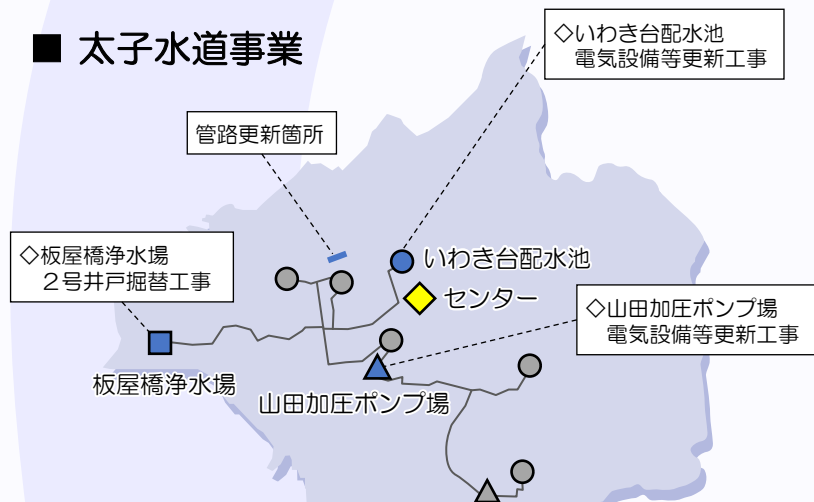 ■ 太子水道事業
◇いわき台配水池
電気設備等更新工事
管路更新箇所
◇板屋橋浄水場
２号井戸掘替工事
いわき台配水池
センター
◇山田加圧ポンプ場
電気設備等更新工事
板屋橋浄水場
山田加圧ポンプ場